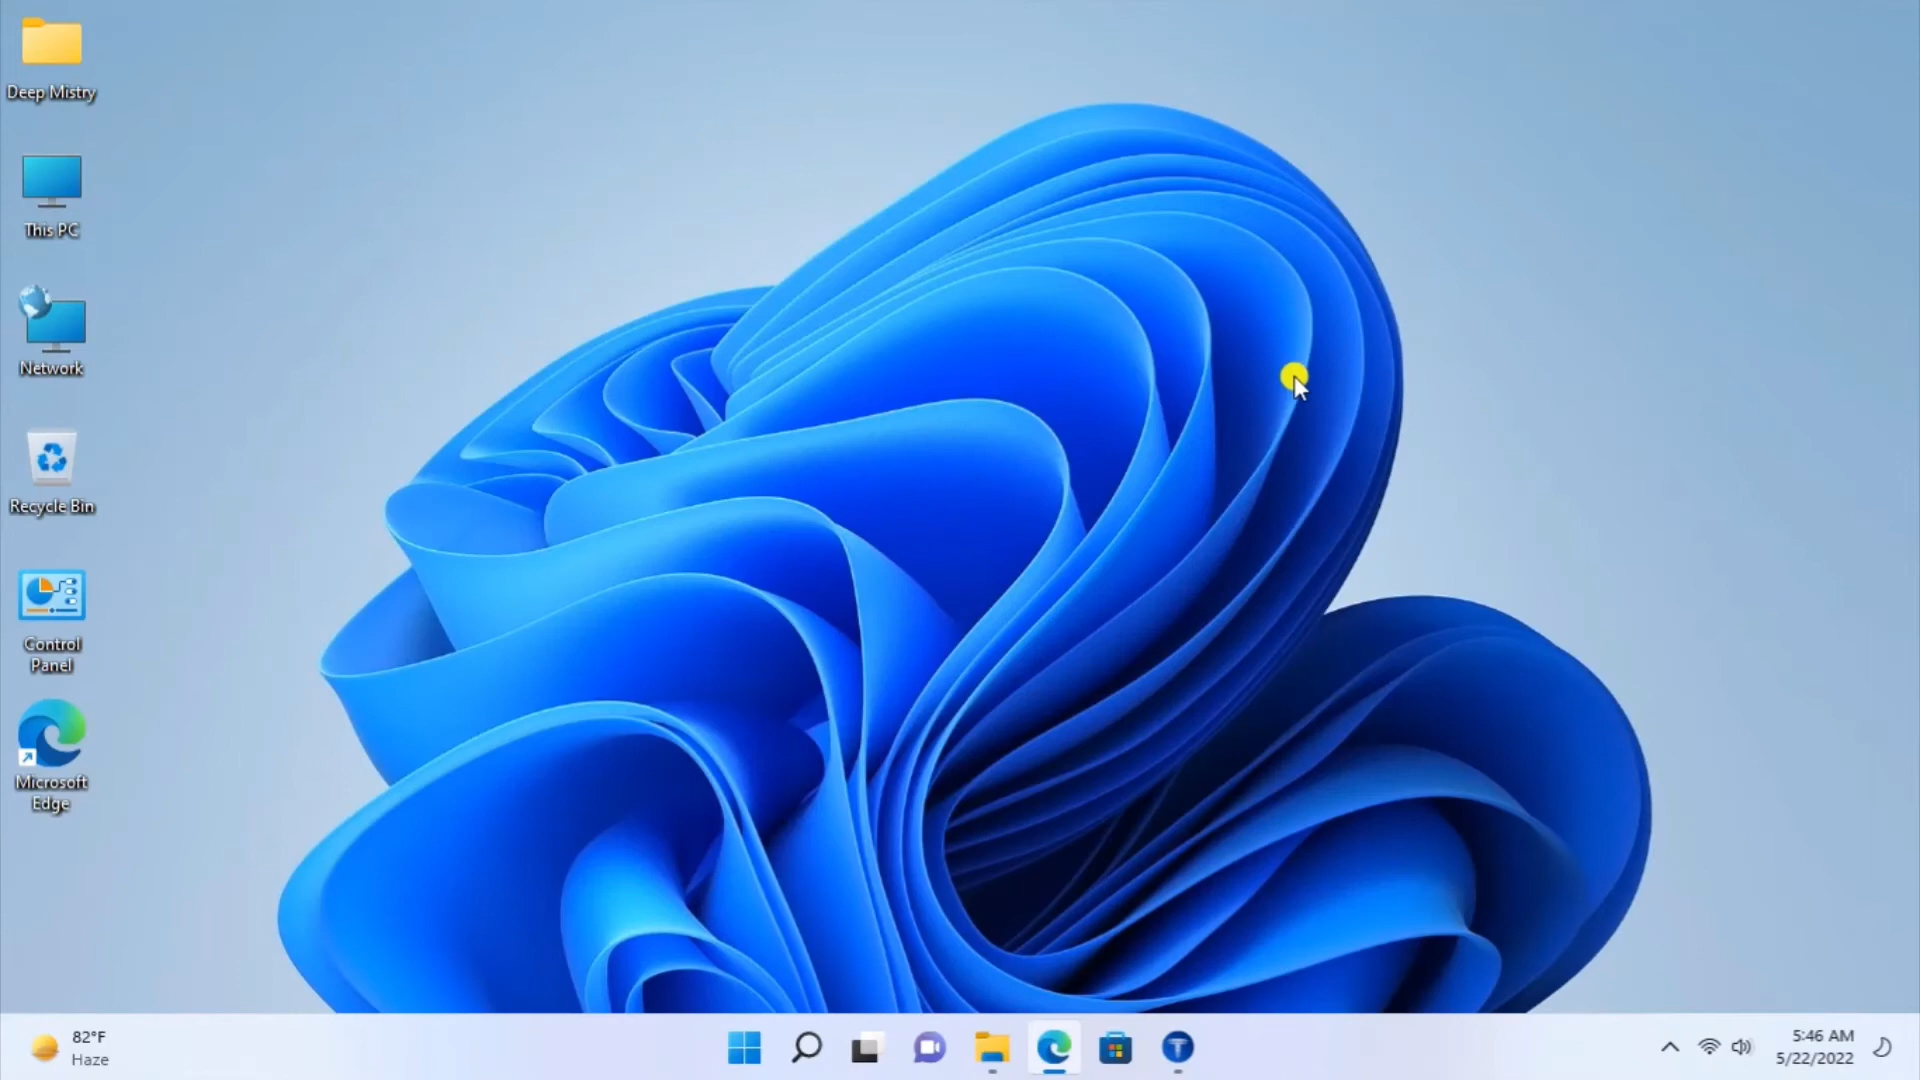 Deep Mistry
This PC
Network
Recycle Bin
Control
Panel
Microsoft
Edge
82°F
Haze
T
5:46 AM
5/22/2022